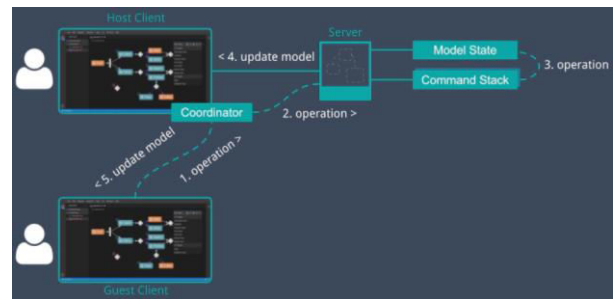 Host Client
Server
< 4. update model
Model State
Command Stack
3. operation
Coordinator
2. operation >
< 5. update model
1. operation >
Guest Client